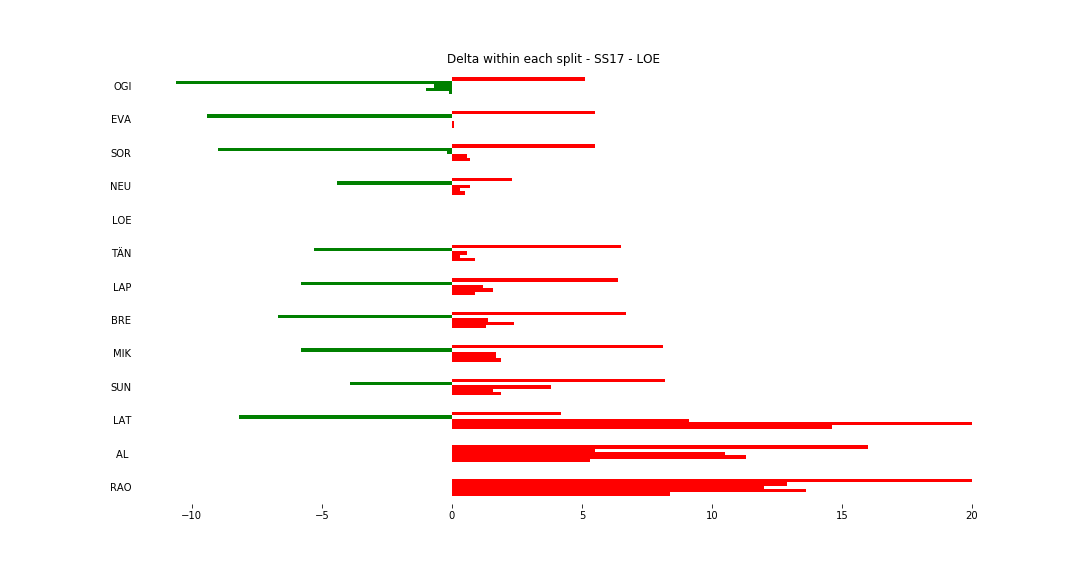 Delta within each split - SS17 - LOE
OGI
EVA
SOR
NEU
LOE
TÄN
LAP
BRE
MIK
SUN
LAT
AL
RAO
−10 −5 0 5 10 15 20